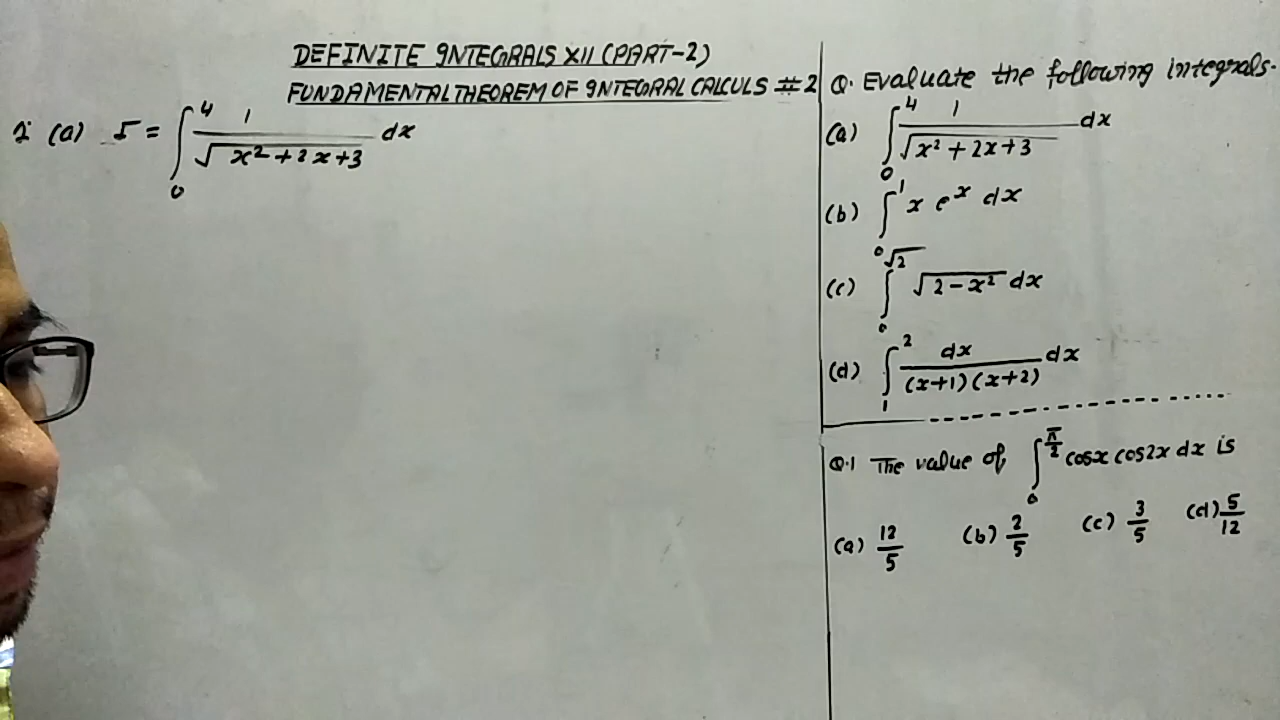 DEFINITE INTEGRALS XII (PART-2)
FUNDAMENTAL THEOREM OF INTEGRAL CALCULS #2
1 (a) I = ∫₀⁴ 1/√(x²+2x+3) dx
Q. Evaluate the following integrals.
(a) ∫₀⁴ 1/√(x²+2x+3) dx
(b) ∫₀¹ x eˣ dx
(c) ∫₀^√2 √(2-x²) dx
(d) ∫₁² dx/((x+1)(x+2)) dx
Q.1 The value of ∫₀^(π/2) cosx cos2x dx is
(a) 12/5 (b) 2/5 (c) 3/5 (d) 5/12